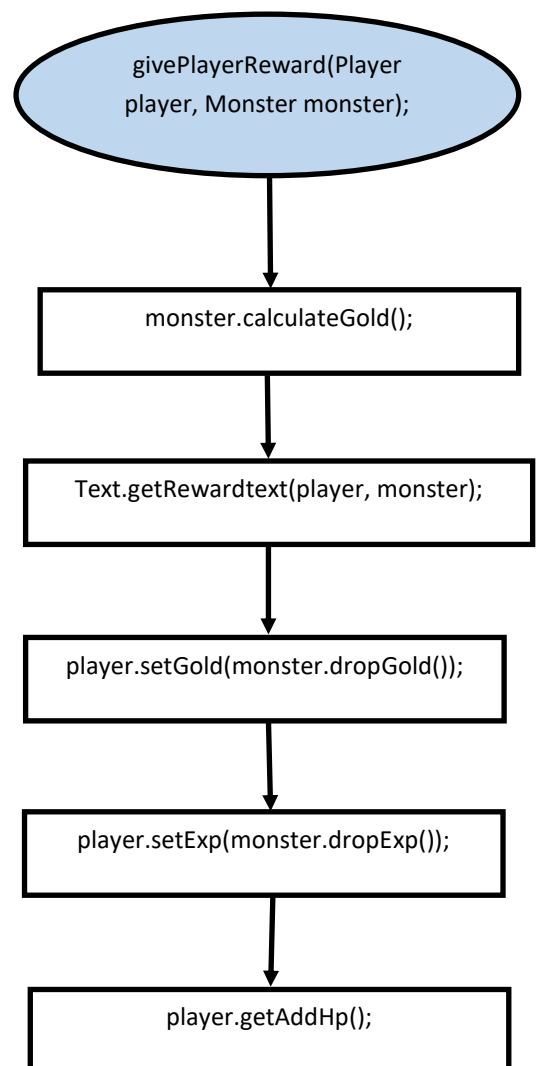 givePlayerReward(Player
player, Monster monster);
monster.calculateGold();
Text.getRewardtext(player, monster);
player.setGold(monster.dropGold());
player.setExp(monster.dropExp());
player.getAddHp();